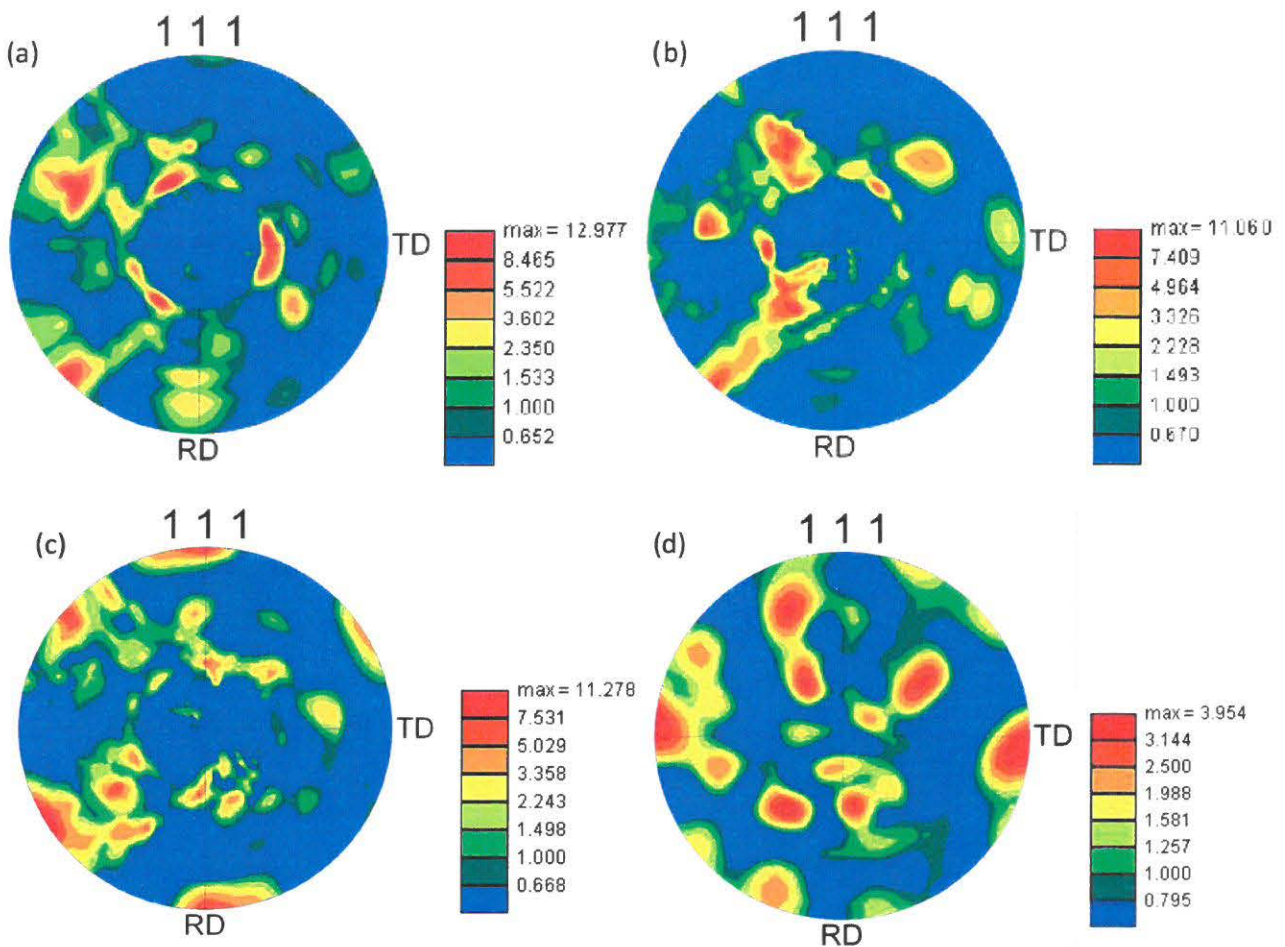 (a)
1 1 1
TD
RD
max = 12.977
8.465
5.522
3.602
2.350
1.533
1.000
0.652
(b)
1 1 1
TD
RD
max = 11.060
7.409
4.964
3.326
2.228
1.493
1.000
0.670
(c)
1 1 1
TD
RD
max = 11.278
7.531
5.029
3.358
2.243
1.498
1.000
0.668
(d)
1 1 1
TD
RD
max = 3.954
3.144
2.500
1.988
1.581
1.257
1.000
0.795